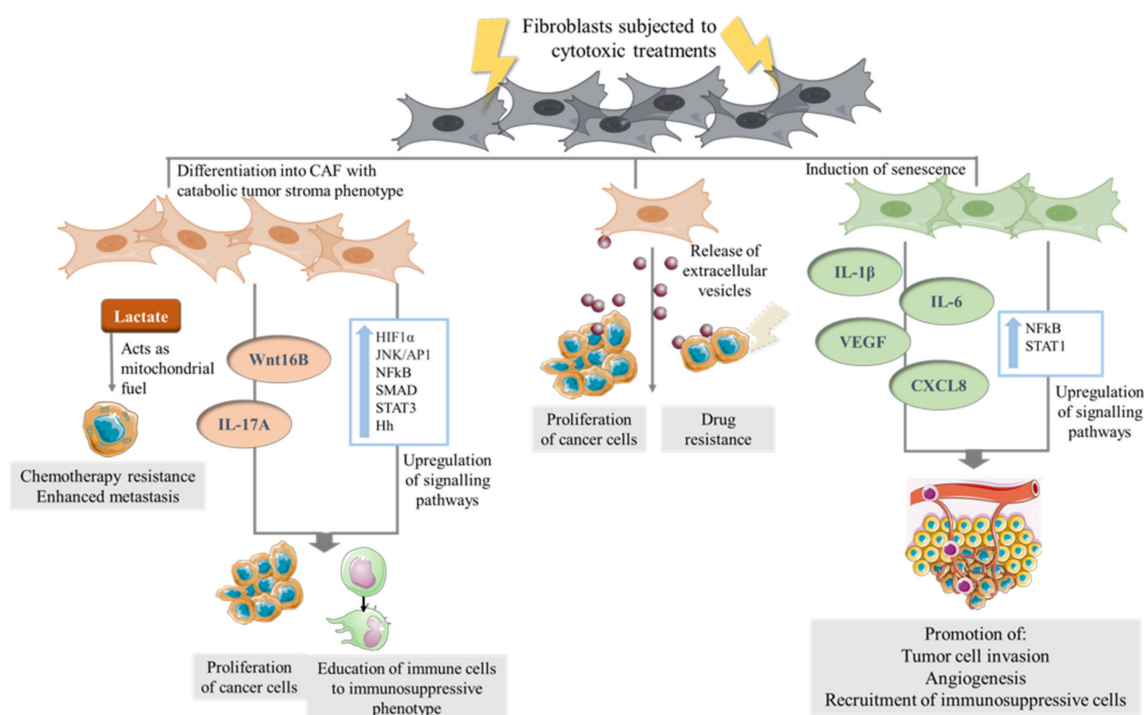 Fibroblasts subjected to
cytotoxic treatments
Differentiation into CAF with
catabolic tumor stroma phenotype
Lactate
Acts as
mitochondrial
fuel
Chemotherapy resistance
Enhanced metastasis
Wnt16B
IL-17A
HIF1α
JNK/AP1
NFkB
SMAD
STAT3
Hh
Upregulation
of signalling
pathways
Proliferation
of cancer cells
Education of immune cells
to immunosuppressive
phenotype
Release of
extracellular
vesicles
Proliferation
of cancer cells
Drug
resistance
Induction of senescence
IL-1β
IL-6
VEGF
CXCL8
NFkB
STAT1
Upregulation
of signalling
pathways
Promotion of:
Tumor cell invasion
Angiogenesis
Recruitment of immunosuppressive cells